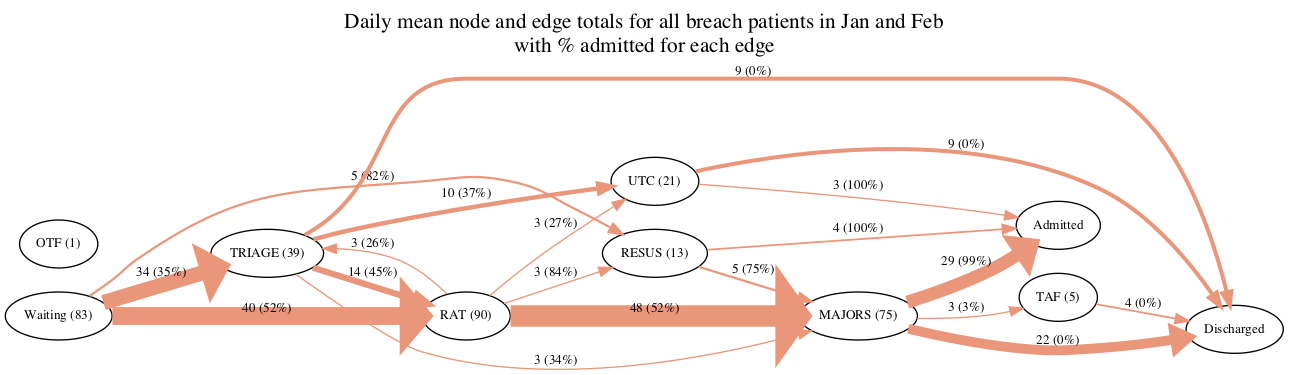 Daily mean node and edge totals for all breach patients in Jan and Feb
with % admitted for each edge
9 (0%)
9 (0%)
5 (82%)
UTC (21)
3 (100%)
10 (37%)
3 (27%)
Admitted
4 (100%)
OTF (1)
3 (26%)
TRIAGE (39)
RESUS (13)
29 (99%)
34 (35%)
14 (45%)
3 (84%)
5 (75%)
TAF (5)
4 (0%)
3 (3%)
Waiting (83)
40 (52%)
RAT (90)
48 (52%)
MAJORS (75)
Discharged
22 (0%)
3 (34%)